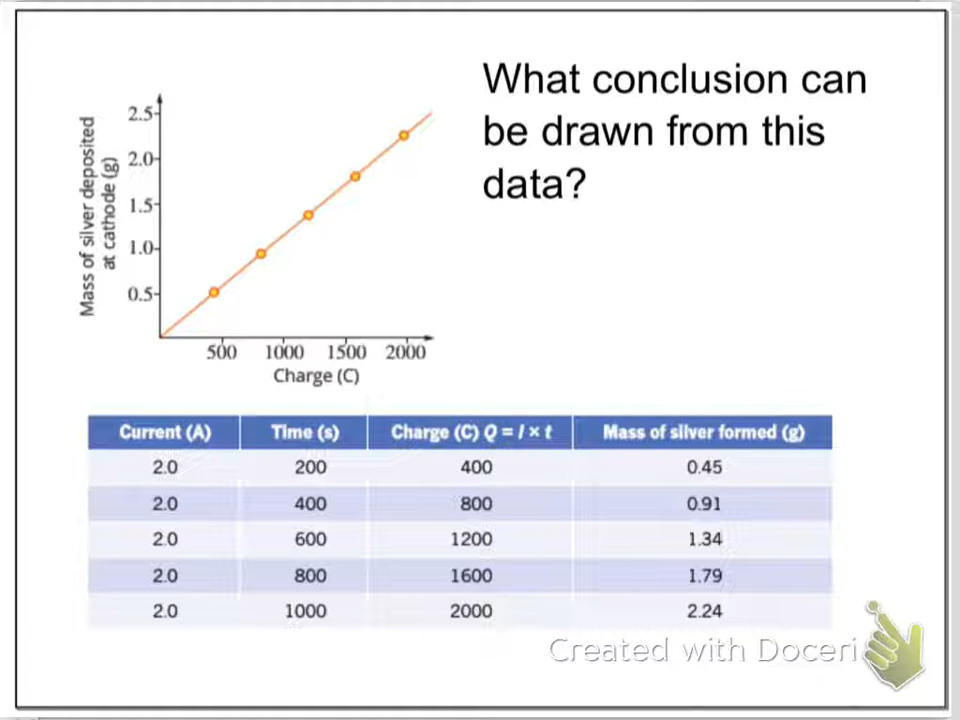 What conclusion can
be drawn from this
data?
Mass of silver deposited
at cathode (g)
2.5
2.0
1.5
1.0
0.5
500 1000 1500 2000
Charge (C)
Current (A) Time (s) Charge (C) Q = I × t Mass of silver formed (g)
2.0 200 400 0.45
2.0 400 800 0.91
2.0 600 1200 1.34
2.0 800 1600 1.79
2.0 1000 2000 2.24
Created with Doceri